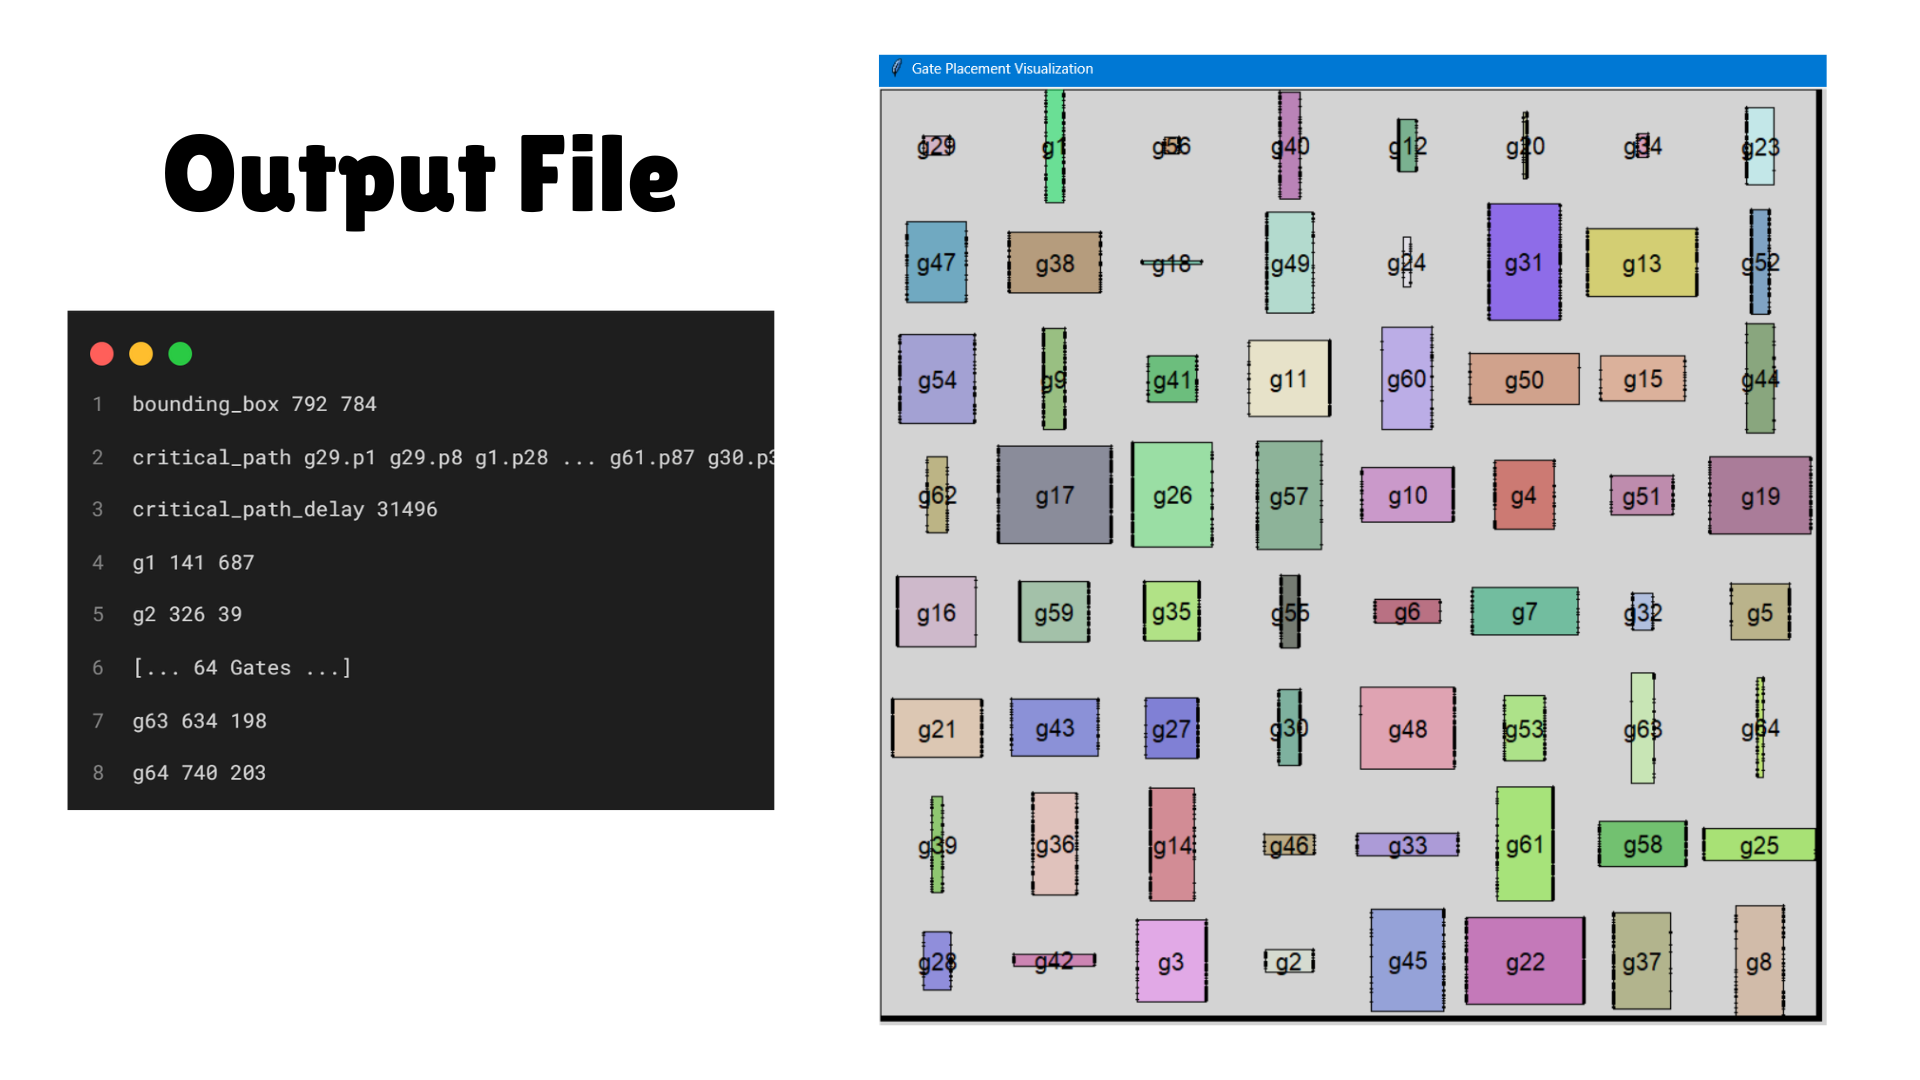 Output File
1 bounding_box 792 784
2 critical_path g29.p1 g29.p8 g1.p28 ... g61.p87 g30.p3
3 critical_path_delay 31496
4 g1 141 687
5 g2 326 39
6 [... 64 Gates ...]
7 g63 634 198
8 g64 740 203
Gate Placement Visualization
g29 g1 g56 g40 g12 g20 g34 g23
g47 g38 g18 g49 g24 g31 g13 g52
g54 g9 g41 g11 g60 g50 g15 g44
g62 g17 g26 g57 g10 g4 g51 g19
g16 g59 g35 g55 g6 g7 g32 g5
g21 g43 g27 g30 g48 g53 g63 g64
g39 g36 g14 g46 g33 g61 g58 g25
g28 g42 g3 g2 g45 g22 g37 g8